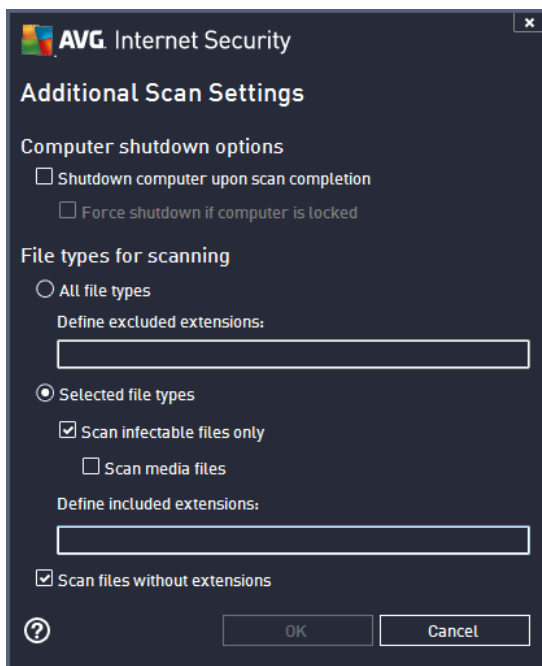 AVG. Internet Security
Additional Scan Settings
Computer shutdown options
Shutdown computer upon scan completion
Force shutdown if computer is locked
File types for scanning
All file types
Define excluded extensions:
Selected file types
Scan infectable files only
Scan media files
Define included extensions:
Scan files without extensions
? OK Cancel